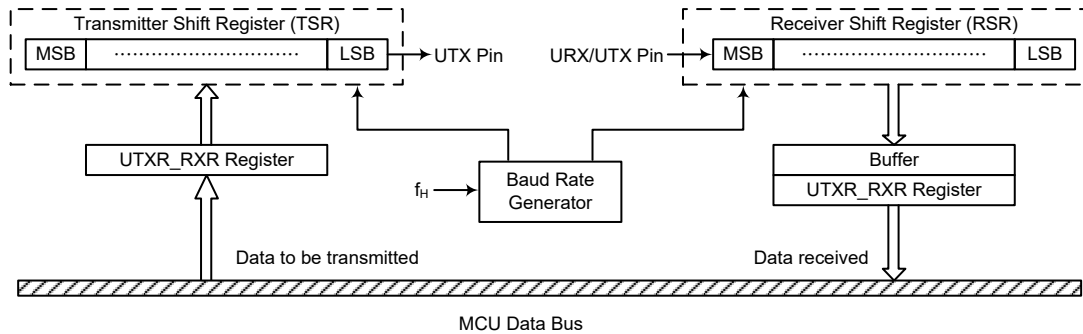 Transmitter Shift Register (TSR)
MSB
LSB
UTX Pin
URX/UTX Pin
Receiver Shift Register (RSR)
MSB
LSB
UTXR_RXR Register
Buffer
UTXR_RXR Register
fH
Baud Rate
Generator
Data to be transmitted
Data received
MCU Data Bus